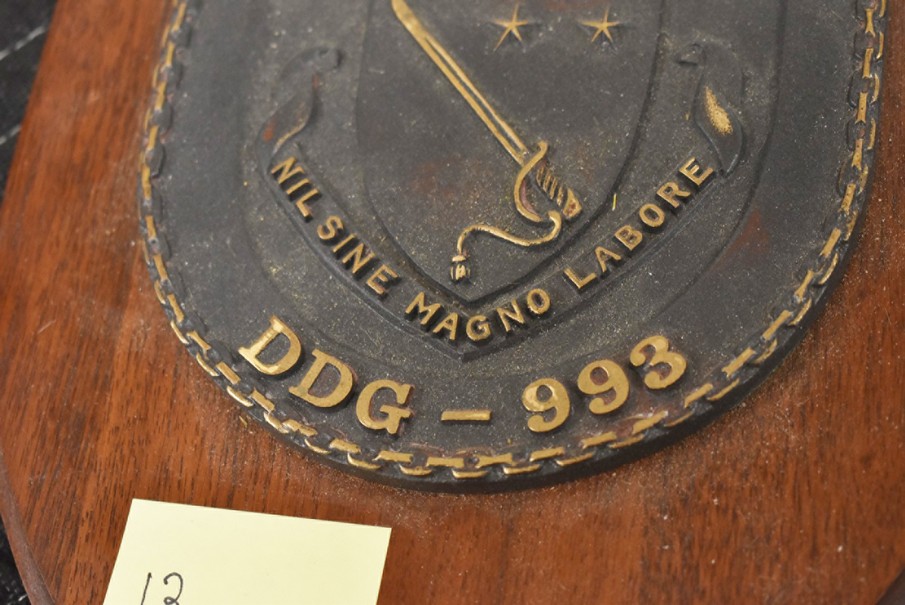 NIL SINE MAGNO LABORE
DDG - 993
12